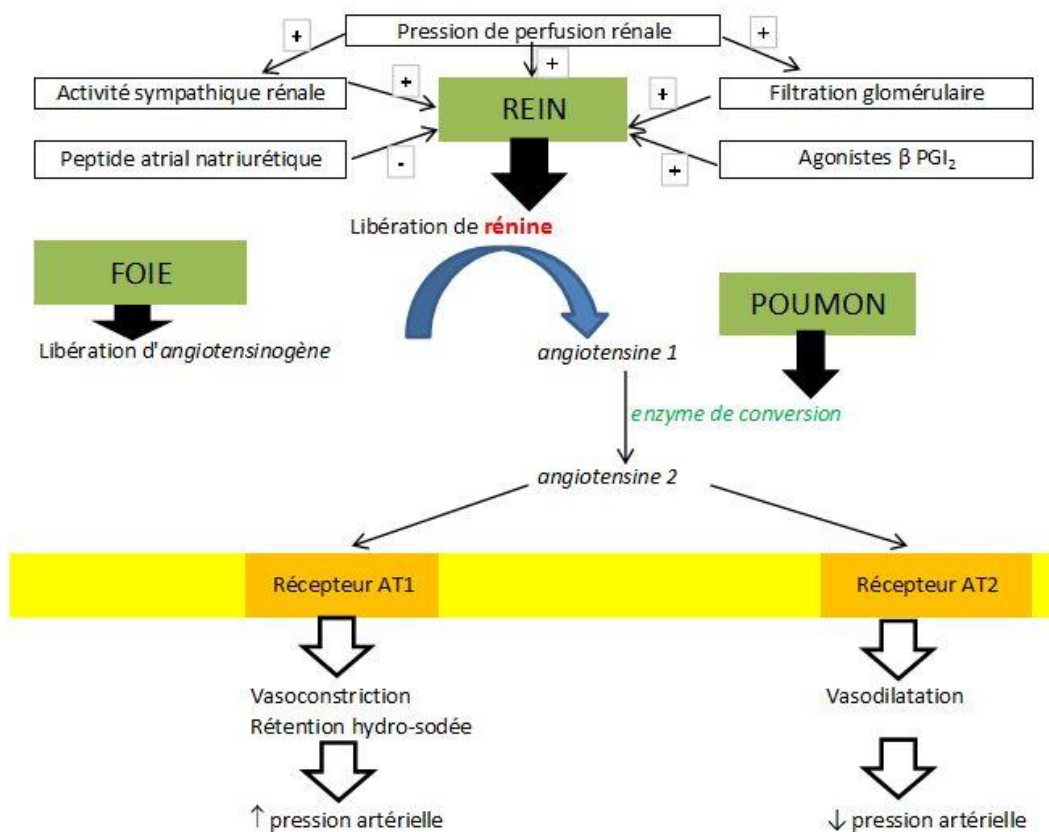 Pression de perfusion rénale
+
+
+
Activité sympathique rénale
+
REIN
+
Filtration glomérulaire
Peptide atrial natriurétique
-
+
Agonistes β PGI₂
Libération de rénine
FOIE
POUMON
Libération d'angiotensinogène
angiotensine 1
enzyme de conversion
angiotensine 2
Récepteur AT1
Récepteur AT2
Vasoconstriction
Rétention hydro-sodée
Vasodilatation
↑ pression artérielle
↓ pression artérielle